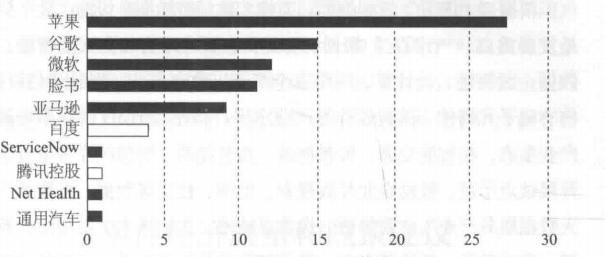 苹果
谷歌
微软
脸书
亚马逊
百度
ServiceNow
腾讯控股
Net Health
通用汽车
0 5 10 15 20 25 30